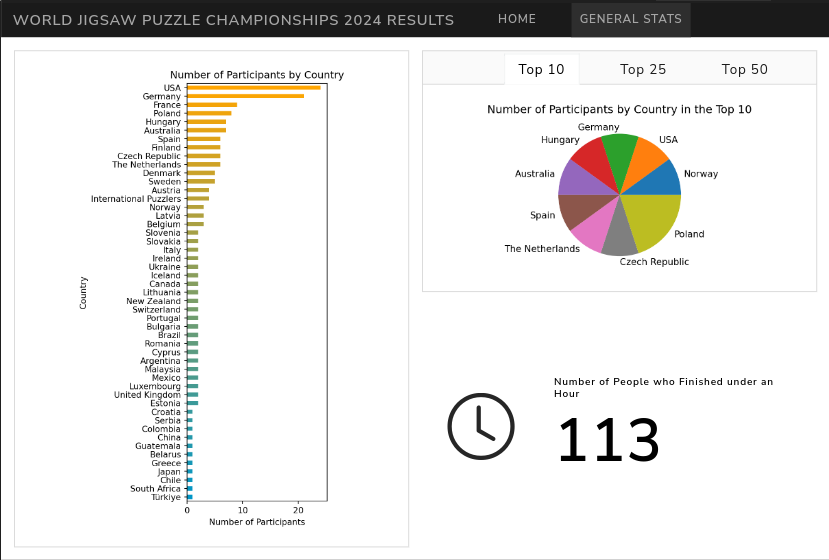 WORLD JIGSAW PUZZLE CHAMPIONSHIPS 2024 RESULTS
HOME
GENERAL STATS
Number of Participants by Country
USA
Germany
France
Poland
Hungary
Australia
Spain
Finland
Czech Republic
The Netherlands
Denmark
Sweden
Austria
International Puzzlers
Norway
Latvia
Belgium
Slovenia
Slovakia
Italy
Ireland
Ukraine
Iceland
Canada
Lithuania
New Zealand
Switzerland
Portugal
Bulgaria
Brazil
Romania
Cyprus
Argentina
Malaysia
Mexico
Luxembourg
United Kingdom
Estonia
Croatia
Serbia
Colombia
China
Guatemala
Belarus
Greece
Japan
Chile
South Africa
Türkiye
Country
0 10 20
Number of Participants
Top 10
Top 25
Top 50
Number of Participants by Country in the Top 10
Germany
Hungary
USA
Australia
Norway
Spain
Poland
The Netherlands
Czech Republic
Number of People who Finished under an
Hour
113